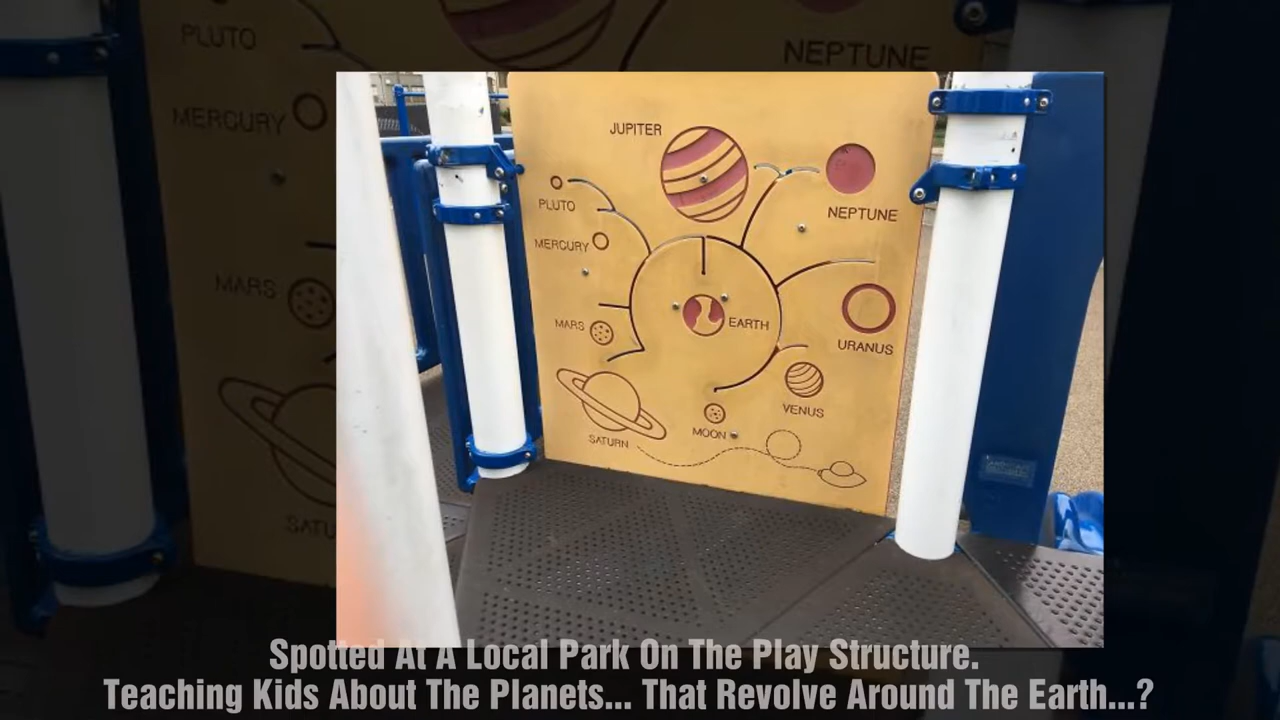 PLUTO
MERCURY
MARS
SATU
NEPTUNE
JUPITER
PLUTO
NEPTUNE
MERCURY
EARTH
MARS
URANUS
VENUS
MOON
SATURN
Spotted At A Local Park On The Play Structure.
Teaching Kids About The Planets... That Revolve Around The Earth...?